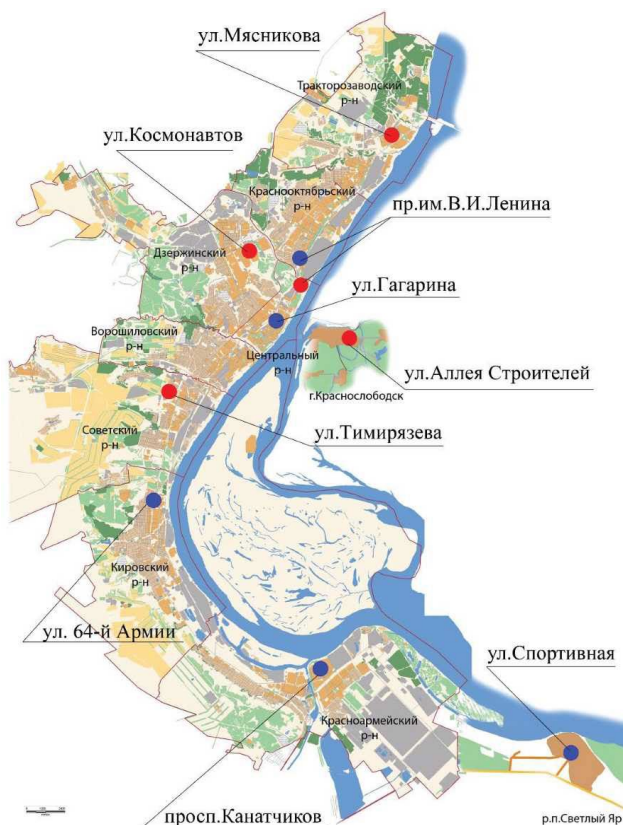 ул.Мясникова
Тракторозаводский
р-н
ул.Космонавтов
Краснооктябрьский
р-н
пр.им.В.И.Ленина
Дзержинский
р-н
ул.Гагарина
Ворошиловский
р-н
Центральный
р-н
ул.Аллея Строителей
г.Краснослободск
ул.Тимирязева
Советский
р-н
Кировский
р-н
ул. 64-й Армии
ул.Спортивная
Красноармейский
р-н
просп.Канатчиков
р.п.Светлый Яр